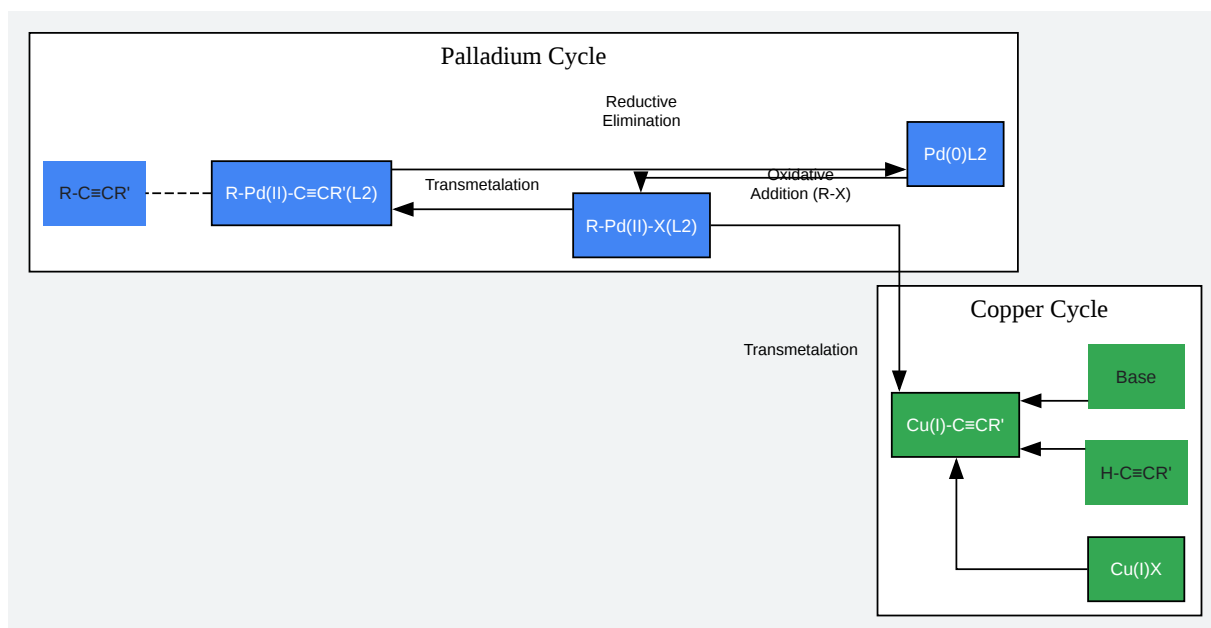 Palladium Cycle
Reductive
Elimination
Pd(0)L2
R-C≡CR'
R-Pd(II)-C≡CR'(L2)
Transmetalation
Oxidative
Addition (R-X)
R-Pd(II)-X(L2)
Copper Cycle
Transmetalation
Base
Cu(I)-C≡CR'
H-C≡CR'
Cu(I)X